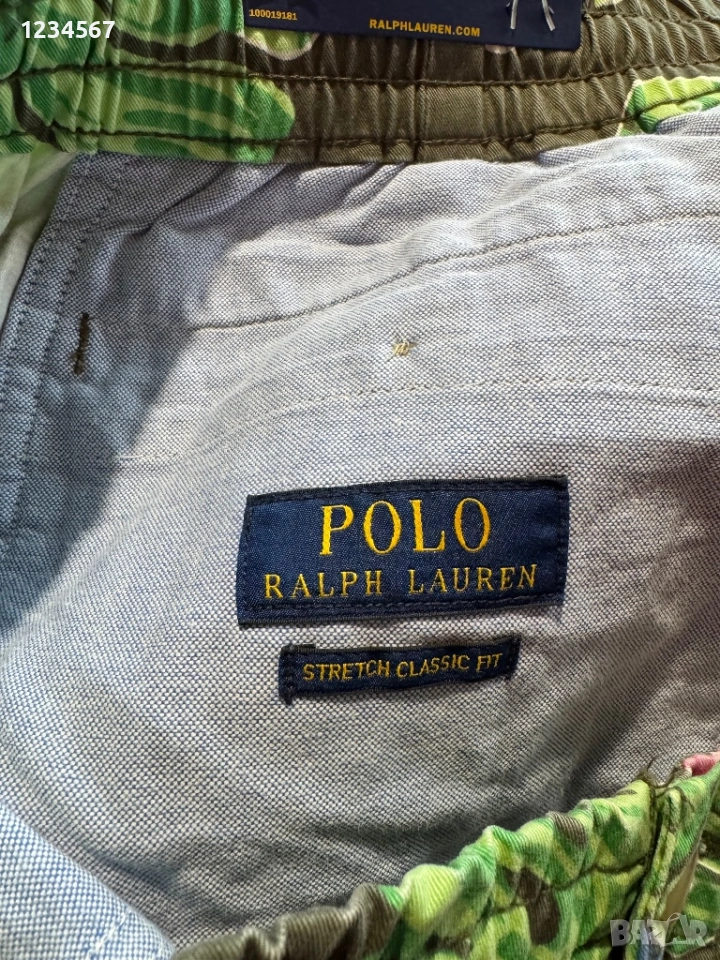 1234567
100019181
RALPHLAUREN.COM
POLO
RALPH LAUREN
STRETCH CLASSIC FIT
BAZAR